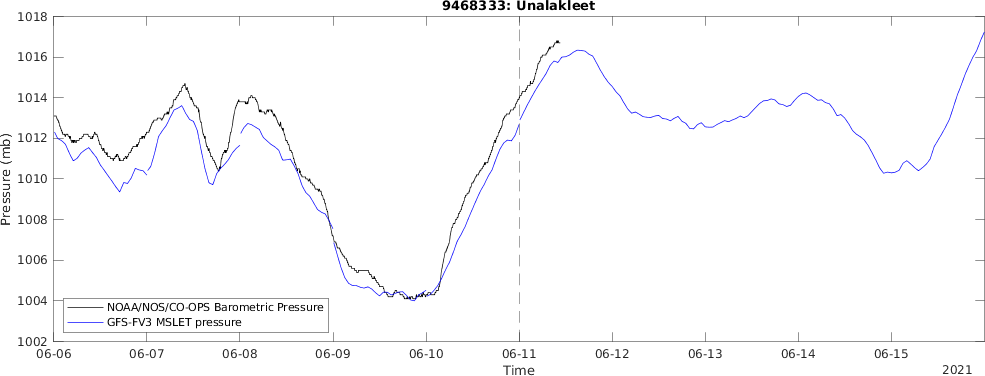 9468333: Unalakleet
1018
1016
1014
1012
1010
1008
1006
1004
1002
Pressure (mb)
NOAA/NOS/CO-OPS Barometric Pressure
GFS-FV3 MSLET pressure
06-06 06-07 06-08 06-09 06-10 06-11 06-12 06-13 06-14 06-15
Time
2021